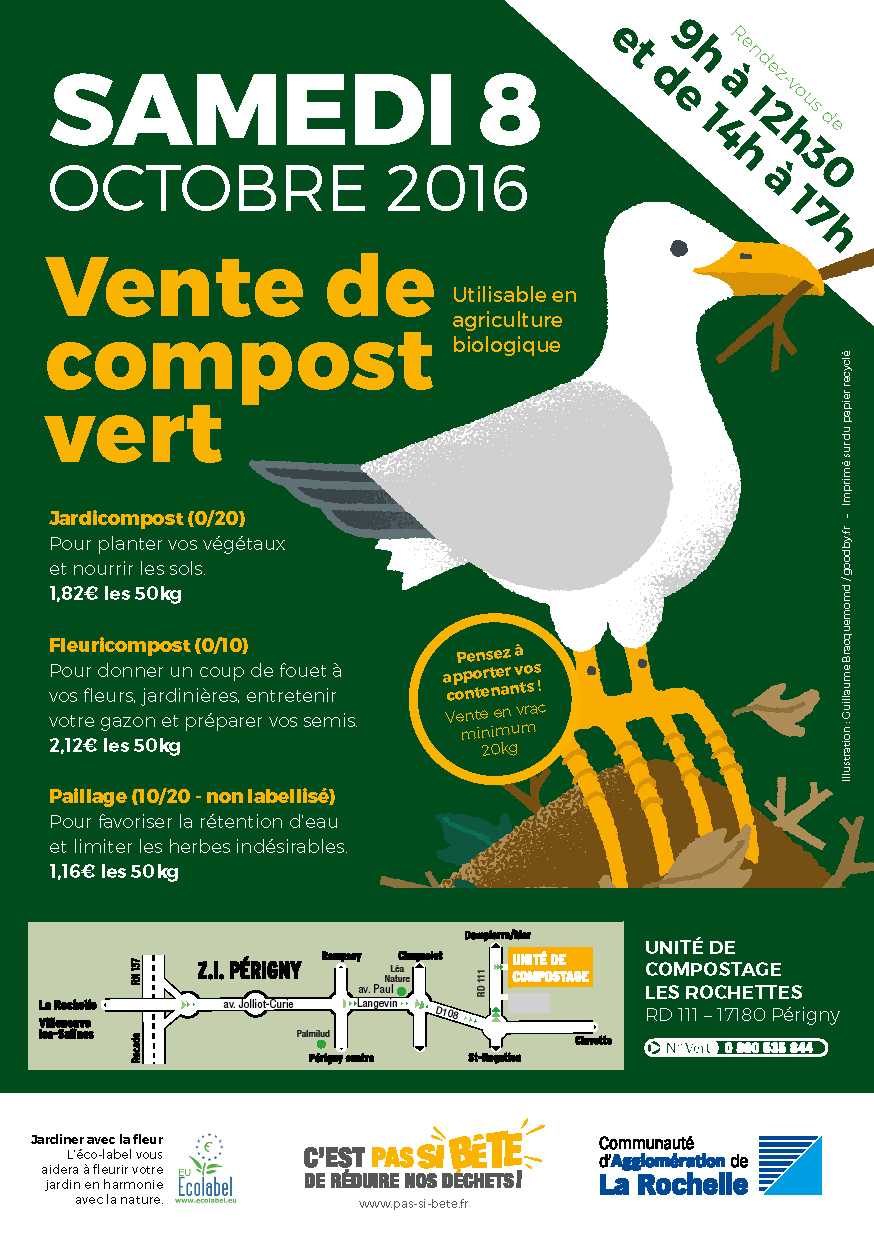 Rendez-vous de
9h à 12h30
et de 14h à 17h
SAMEDI 8
OCTOBRE 2016
Vente de
compost
vert
Utilisable en
agriculture
biologique
Jardicompost (0/20)
Pour planter vos végétaux
et nourrir les sols.
1,82€ les 50kg
Fleuricompost (0/10)
Pour donner un coup de fouet à
vos fleurs, jardinières, entretenir
votre gazon et préparer vos semis.
2,12€ les 50kg
Paillage (10/20 - non labellisé)
Pour favoriser la rétention d'eau
et limiter les herbes indésirables.
1,16€ les 50kg
Pensez à
apporter vos
contenants !
Vente en vrac
minimum
20kg
Illustration : Guillaume Bracquemomd / goodby.fr - Imprimé sur du papier recyclé
Dompierre/Mer
RN 137
Z.I. PÉRIGNY
Rompsay
Chagnolet
Léa
Nature
RD 111
UNITÉ DE
COMPOSTAGE
La Rochelle
av. Jolliot-Curie
av. Paul
Langevin
D108
Villeneuve
les-Salines
Rocade
Palmilud
Périgny centre
St-Rogatien
Clavette
UNITÉ DE
COMPOSTAGE
LES ROCHETTES
RD 111 – 17180 Périgny
N° Vert 0 800 535 844
Jardiner avec la fleur
L'éco-label vous
aidera à fleurir votre
jardin en harmonie
avec la nature.
EU
Ecolabel
www.ecolabel.eu
C'EST PAS SI BÊTE
DE RÉDUIRE NOS DÉCHETS !
www.pas-si-bete.fr
Communauté
d'Agglomération de
La Rochelle